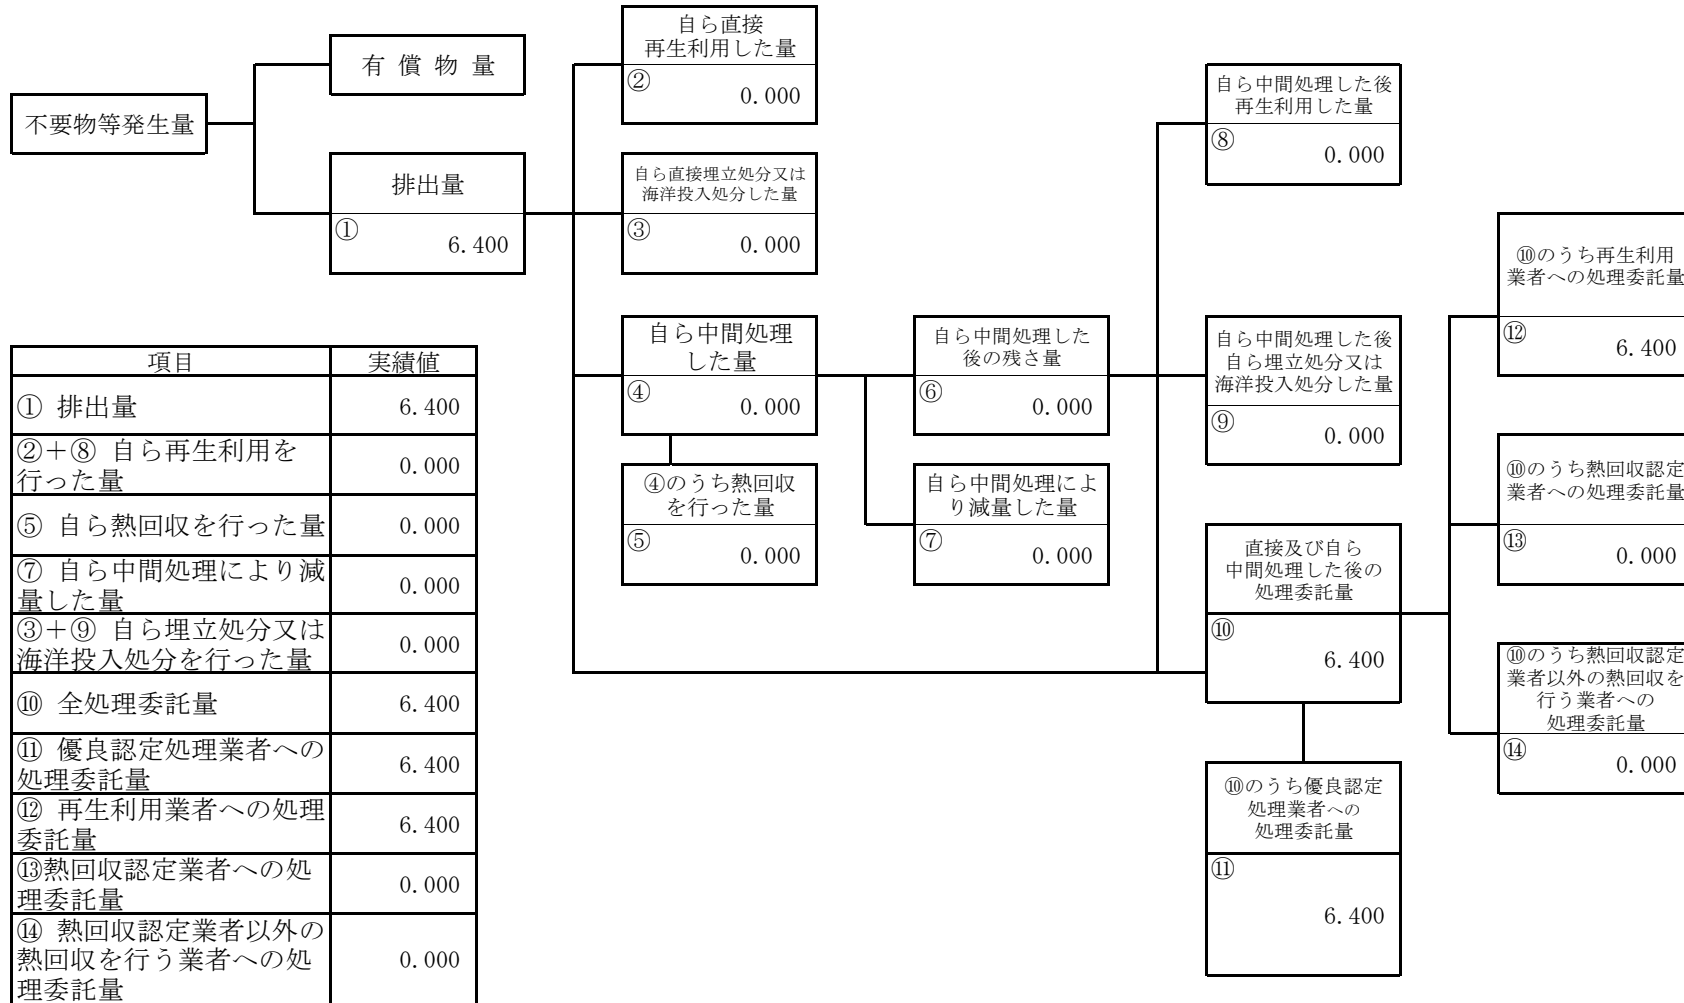 不要物等発生量
有 償 物 量
排出量
①
6.400
自ら直接
再生利用した量
②
0.000
自ら直接埋立処分又は
海洋投入処分した量
③
0.000
自ら中間処理
した量
④
0.000
④のうち熱回収
を行った量
⑤
0.000
自ら中間処理した
後の残さ量
⑥
0.000
自ら中間処理によ
り減量した量
⑦
0.000
自ら中間処理した後
再生利用した量
⑧
0.000
自ら中間処理した後
自ら埋立処分又は
海洋投入処分した量
⑨
0.000
直接及び自ら
中間処理した後の
処理委託量
⑩
6.400
⑩のうち優良認定
処理業者への
処理委託量
⑪
6.400
⑩のうち再生利用
業者への処理委託量
⑫
6.400
⑩のうち熱回収認定
業者への処理委託量
⑬
0.000
⑩のうち熱回収認定
業者以外の熱回収を
行う業者への
処理委託量
⑭
0.000
項目 実績値
① 排出量 6.400
②＋⑧ 自ら再生利用を
行った量 0.000
⑤ 自ら熱回収を行った量 0.000
⑦ 自ら中間処理により減
量した量 0.000
③＋⑨ 自ら埋立処分又は
海洋投入処分を行った量 0.000
⑩ 全処理委託量 6.400
⑪ 優良認定処理業者への
処理委託量 6.400
⑫ 再生利用業者への処理
委託量 6.400
⑬熱回収認定業者への処
理委託量 0.000
⑭ 熱回収認定業者以外の
熱回収を行う業者への処
理委託量 0.000